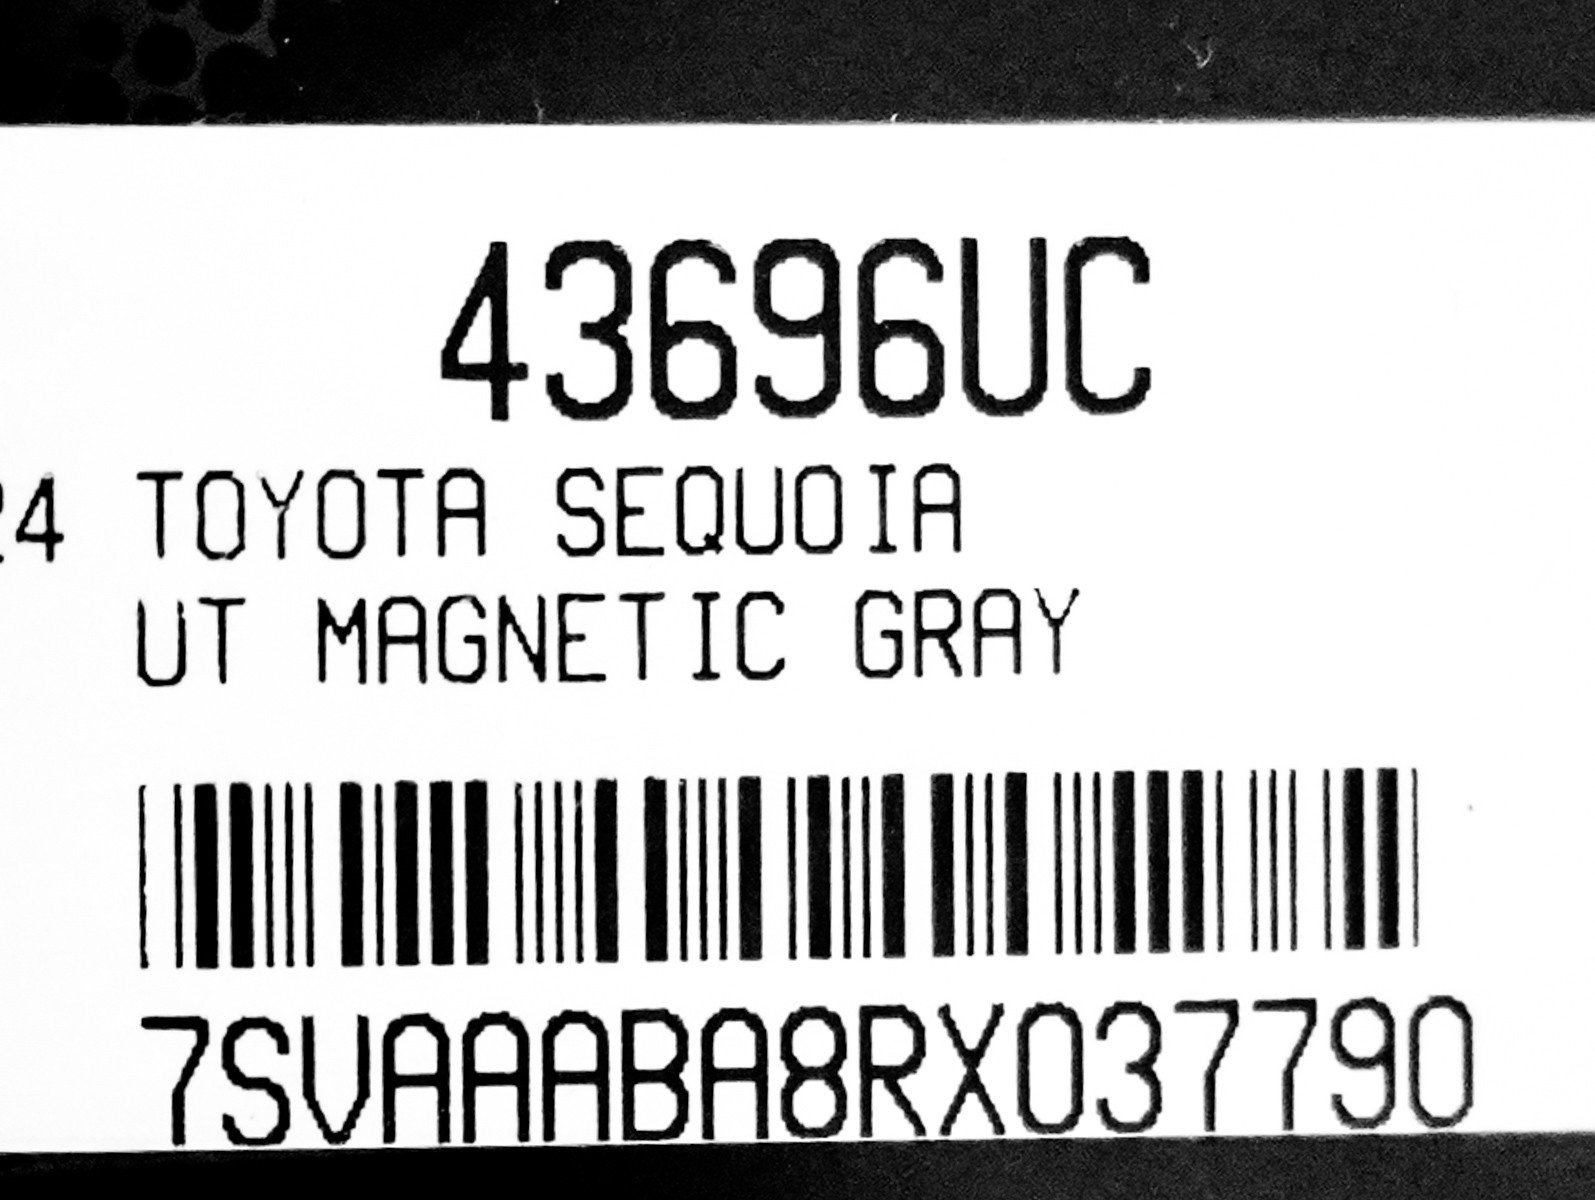 43696UC
24 TOYOTA SEQUOIA
UT MAGNETIC GRAY
7SVAAABA8RX037790